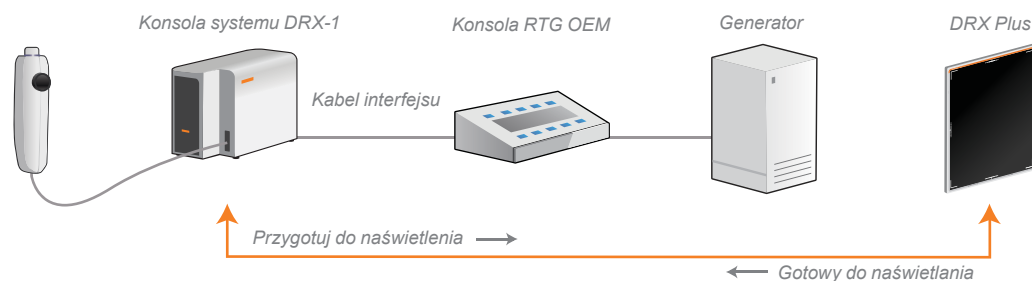 Konsola systemu DRX-1
Konsola RTG OEM
Generator
DRX Plus
Kabel interfejsu
Przygotuj do naświetlenia
Gotowy do naświetlania